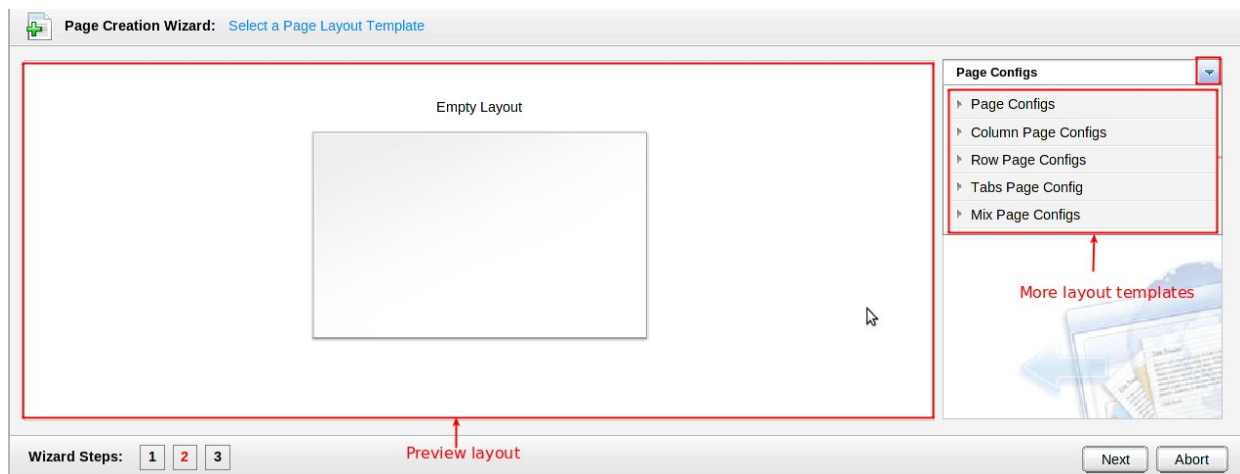 Page Creation Wizard: Select a Page Layout Template
Empty Layout
Page Configs
Page Configs
Column Page Configs
Row Page Configs
Tabs Page Config
Mix Page Configs
More layout templates
Preview layout
Wizard Steps: 1 2 3
Next Abort